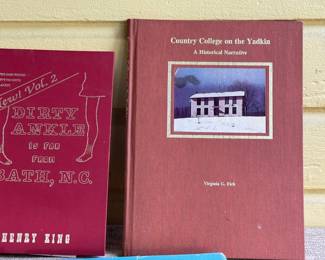 New! Vol. 2
DIRTY
ANKLE
is far
from
BATH, N.C.
HENRY KING
Country College on the Yadkin
A Historical Narrative
Virginia G. Fick